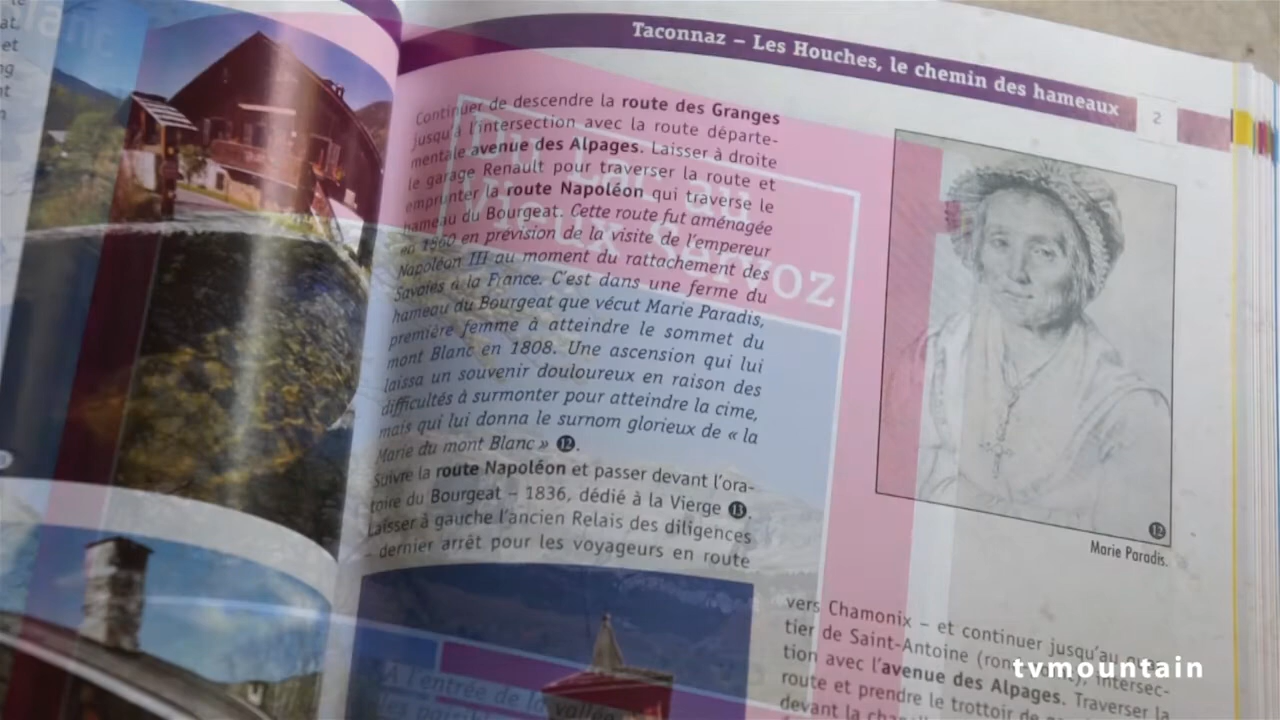 Taconnaz – Les Houches, le chemin des hameaux
2
Continuer de descendre la route des Granges
jusqu'à l'intersection avec la route départe-
mentale avenue des Alpages. Laisser à droite
le garage Renault pour traverser la route et
emprunter la route Napoléon qui traverse le
hameau du Bourgeat. Cette route fut aménagée
en 1860 en prévision de la visite de l'empereur
Napoléon III au moment du rattachement des
Savoies à la France. C'est dans une ferme du
hameau du Bourgeat que vécut Marie Paradis,
première femme à atteindre le sommet du
mont Blanc en 1808. Une ascension qui lui
laissa un souvenir douloureux en raison des
difficultés à surmonter pour atteindre la cime,
mais qui lui donna le surnom glorieux de « la
Marie du mont Blanc » 12.
Suivre la route Napoléon et passer devant l'ora-
toire du Bourgeat – 1836, dédié à la Vierge 13.
Laisser à gauche l'ancien Relais des diligences
– dernier arrêt pour les voyageurs en route
12
Marie Paradis.
vers Chamonix – et continuer jusqu'au
tier de Saint-Antoine intersec-
tion avec l'avenue des Alpages. Traverser la
route et prendre le trottoir de
devant la
À l'entrée de la vallée
tvmountain